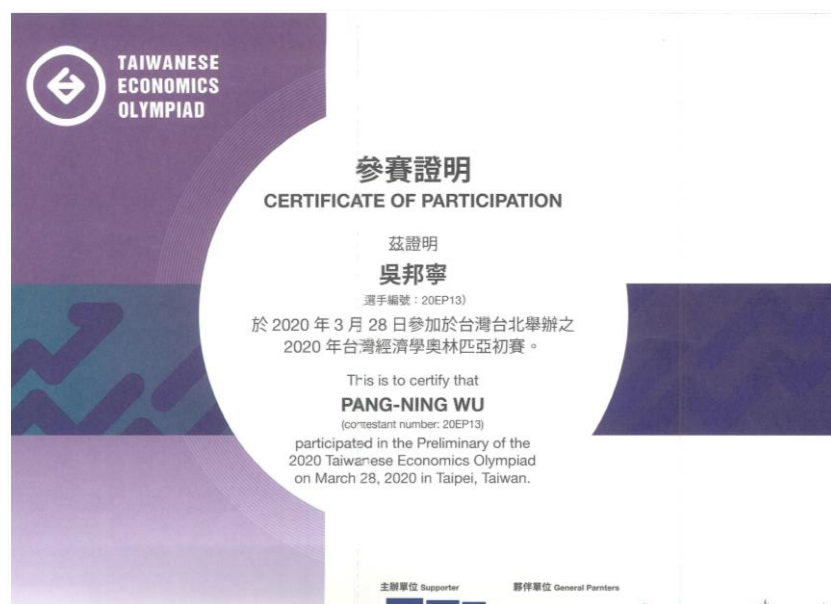 TAIWANESE
ECONOMICS
OLYMPIAD
參賽證明
CERTIFICATE OF PARTICIPATION
茲證明
吳邦寧
(選手編號：20EP13)
於 2020 年 3 月 28 日參加於台灣台北舉辦之
2020 年台灣經濟學奧林匹亞初賽。
This is to certify that
PANG-NING WU
(contestant number: 20EP13)
participated in the Preliminary of the
2020 Taiwanese Economics Olympiad
on March 28, 2020 in Taipei, Taiwan.
主辦單位 Supporter
夥伴單位 General Parnters